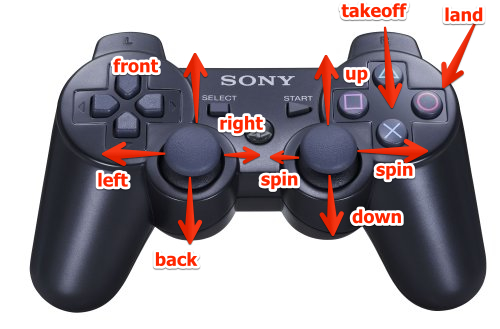 takeoff
land
L
R
front
SONY
up
SELECT
START
right
left
spin
spin
down
back